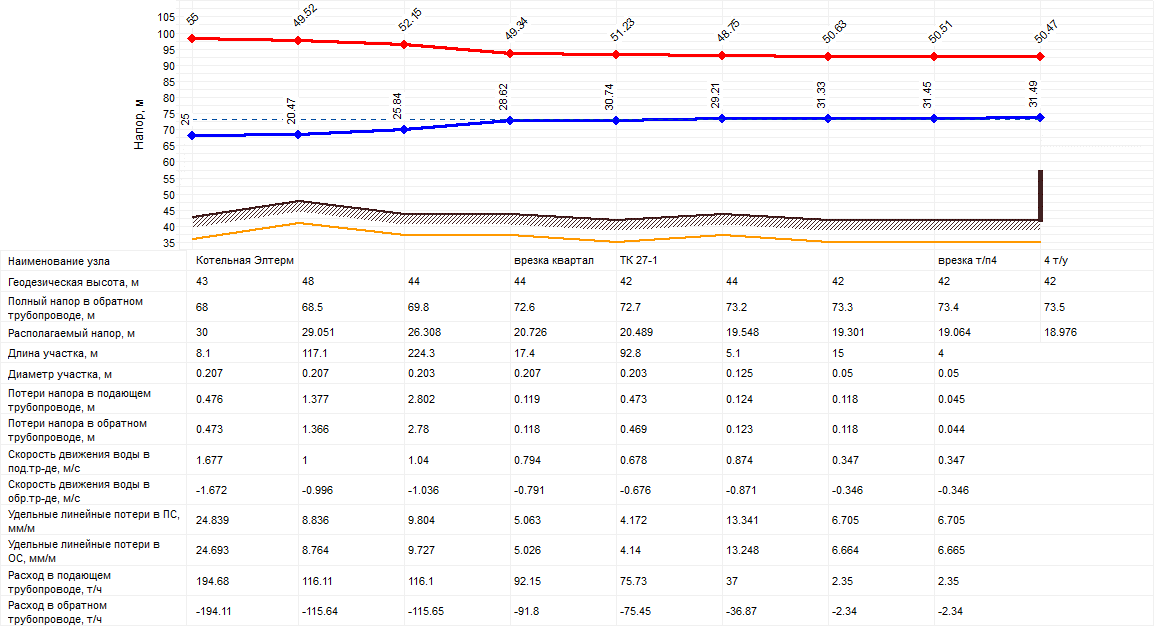 55 49.52 52.15 49.34 51.23 48.75 50.63 50.51 50.47
25 20.47 25.84 28.62 30.74 29.21 31.33 31.45 31.49
Напор, м
105
100
95
90
85
80
75
70
65
60
55
50
45
40
35
Наименование узла Котельная Элтерм врезка квартал ТК 27-1 врезка т/п4 4 т/у
Геодезическая высота, м 43 48 44 44 42 44 42 42 42
Полный напор в обратном
трубопроводе, м 68 68.5 69.8 72.6 72.7 73.2 73.3 73.4 73.5
Располагаемый напор, м 30 29.051 26.308 20.726 20.489 19.548 19.301 19.064 18.976
Длина участка, м 8.1 117.1 224.3 17.4 92.8 5.1 15 4
Диаметр участка, м 0.207 0.207 0.203 0.207 0.203 0.125 0.05 0.05
Потери напора в подающем
трубопроводе, м 0.476 1.377 2.802 0.119 0.473 0.124 0.118 0.045
Потери напора в обратном
трубопроводе, м 0.473 1.366 2.78 0.118 0.469 0.123 0.118 0.044
Скорость движения воды в
под.тр-де, м/с 1.677 1 1.04 0.794 0.678 0.874 0.347 0.347
Скорость движения воды в
обр.тр-де, м/с -1.672 -0.996 -1.036 -0.791 -0.676 -0.871 -0.346 -0.346
Удельные линейные потери в ПС,
мм/м 24.839 8.836 9.804 5.063 4.172 13.341 6.705 6.705
Удельные линейные потери в
ОС, мм/м 24.693 8.764 9.727 5.026 4.14 13.248 6.664 6.665
Расход в подающем
трубопроводе, т/ч 194.68 116.11 116.1 92.15 75.73 37 2.35 2.35
Расход в обратном
трубопроводе, т/ч -194.11 -115.64 -115.65 -91.8 -75.45 -36.87 -2.34 -2.34